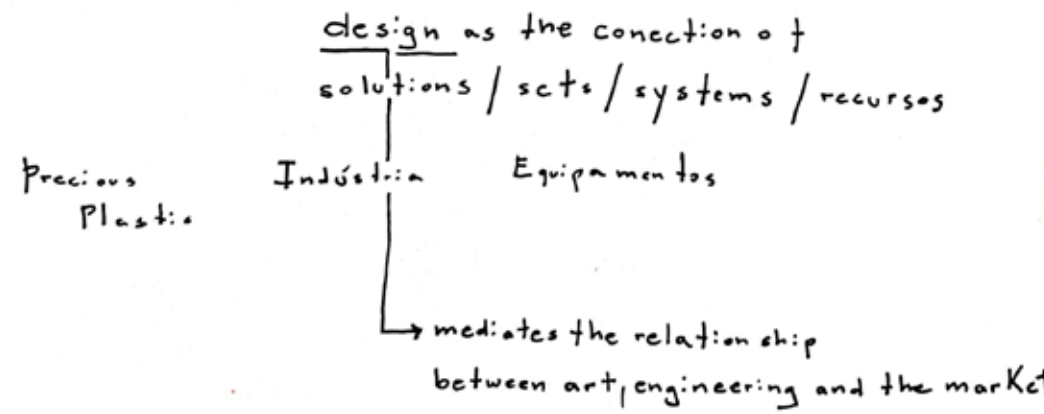 design as the conection of
solutions / sets / systems / recursos
Precious Indústria Equipamentos
Plastic
mediates the relationship
between art, engineering and the market